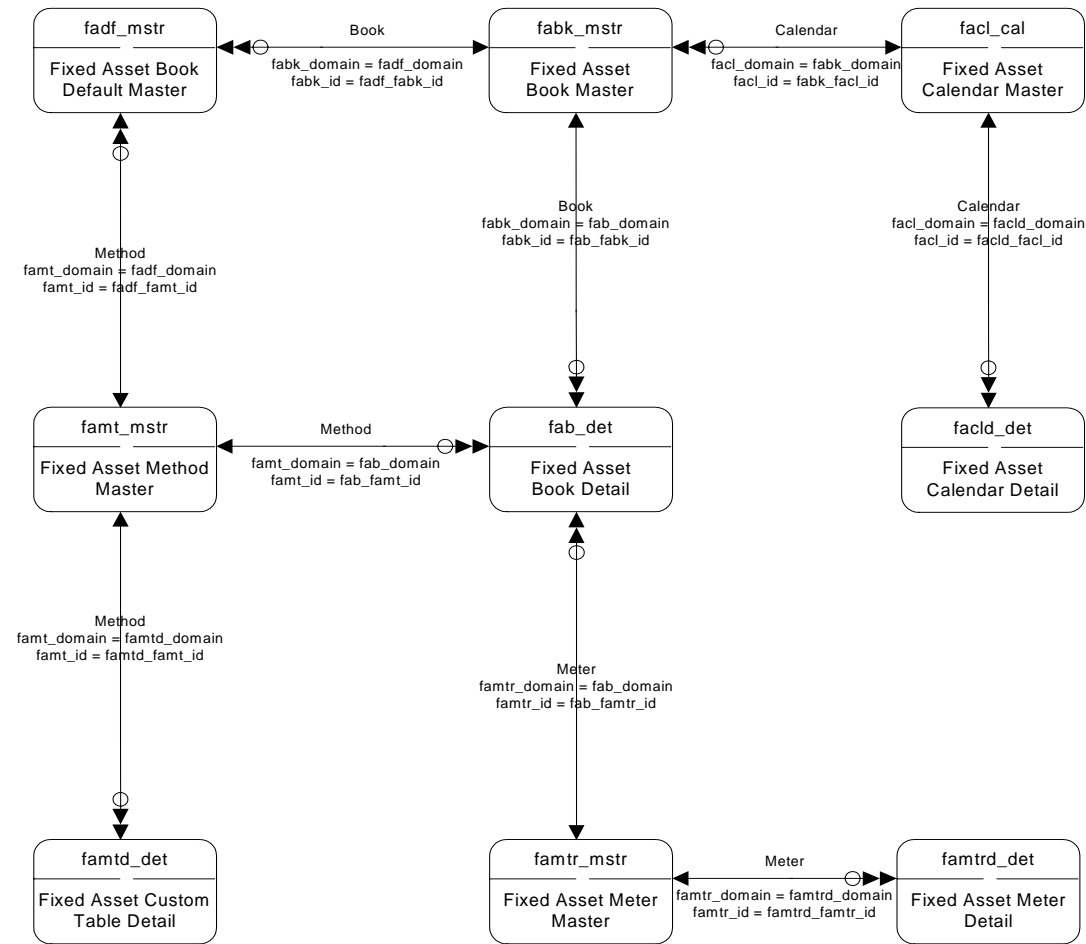 fadf_mstr
Fixed Asset Book
Default Master
Book
fabk_domain = fadf_domain
fabk_id = fadf_fabk_id
fabk_mstr
Fixed Asset
Book Master
Calendar
facl_domain = fabk_domain
facl_id = fabk_facl_id
facl_cal
Fixed Asset
Calendar Master
Method
famt_domain = fadf_domain
famt_id = fadf_famt_id
Book
fabk_domain = fab_domain
fabk_id = fab_fabk_id
Calendar
facl_domain = facld_domain
facl_id = facld_facl_id
famt_mstr
Fixed Asset Method
Master
Method
famt_domain = fab_domain
famt_id = fab_famt_id
fab_det
Fixed Asset
Book Detail
facld_det
Fixed Asset
Calendar Detail
Method
famt_domain = famtd_domain
famt_id = famtd_famt_id
Meter
famtr_domain = fab_domain
famtr_id = fab_famtr_id
famtd_det
Fixed Asset Custom
Table Detail
famtr_mstr
Fixed Asset Meter
Master
Meter
famtr_domain = famtrd_domain
famtr_id = famtrd_famtr_id
famtrd_det
Fixed Asset Meter
Detail